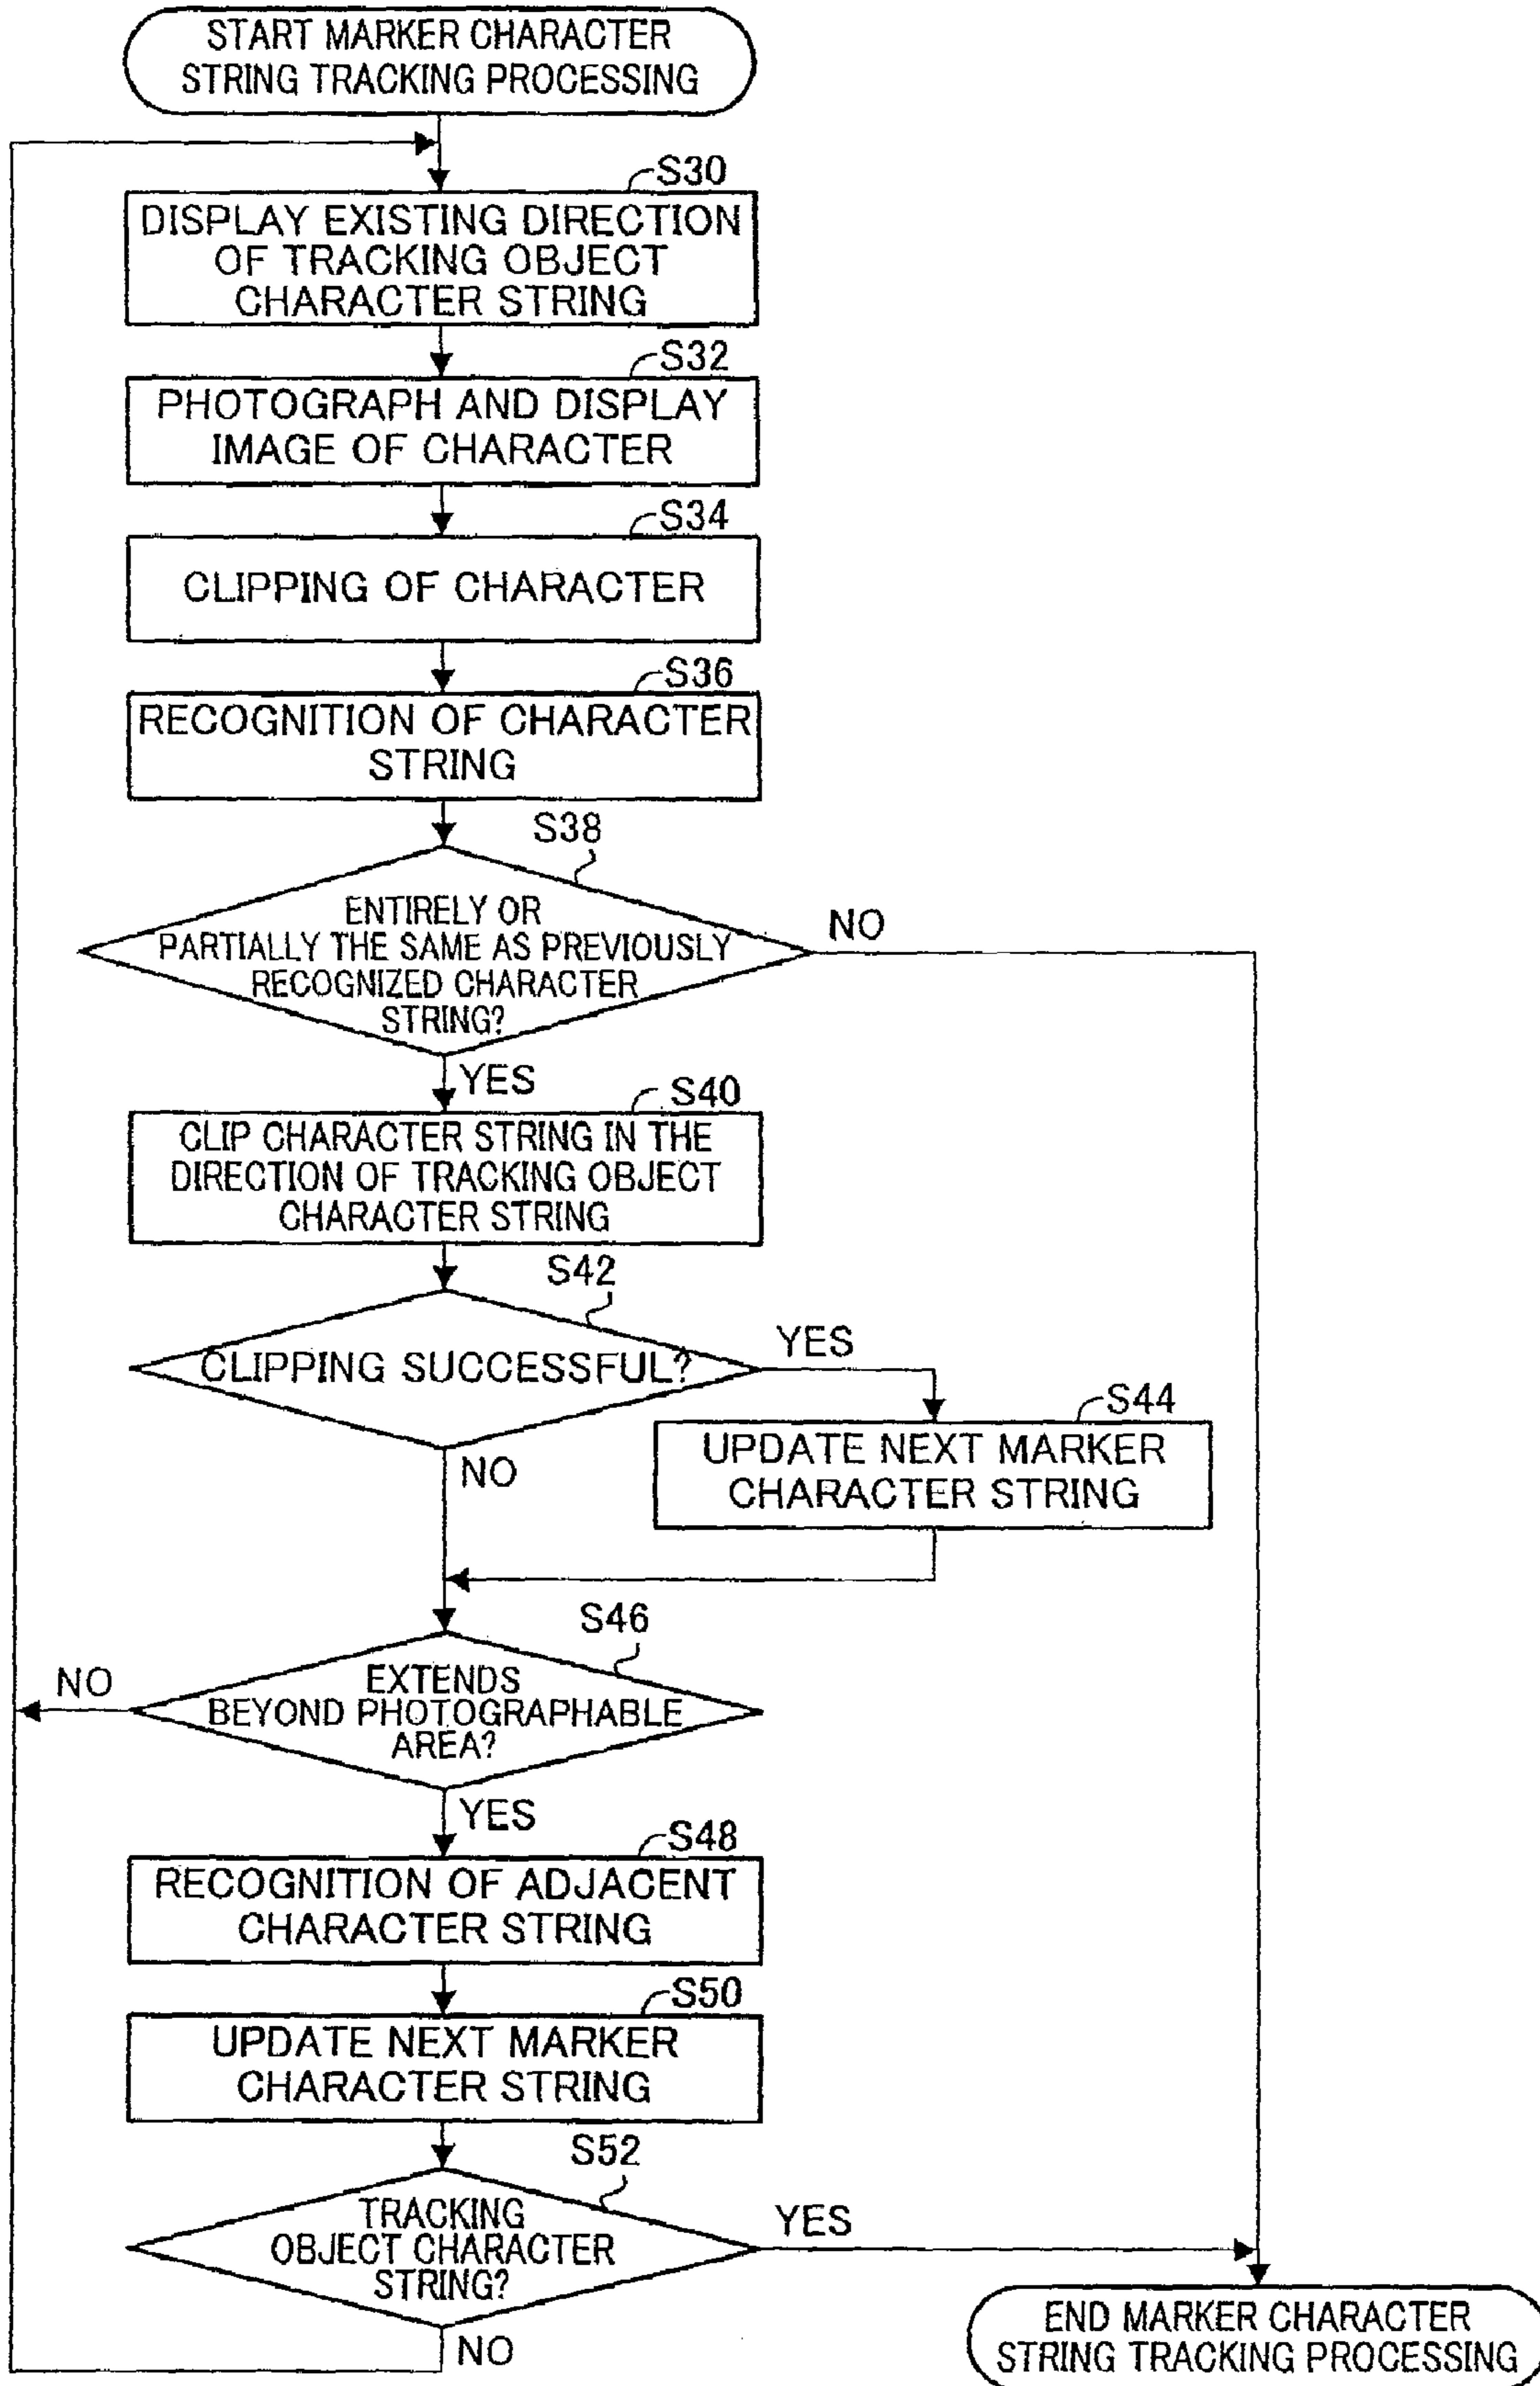 START MARKER CHARACTER
STRING TRACKING PROCESSING
S30
DISPLAY EXISTING DIRECTION
OF TRACKING OBJECT
CHARACTER STRING
S32
PHOTOGRAPH AND DISPLAY
IMAGE OF CHARACTER
S34
CLIPPING OF CHARACTER
S36
RECOGNITION OF CHARACTER
STRING
S38
ENTIRELY OR
PARTIALLY THE SAME AS PREVIOUSLY
RECOGNIZED CHARACTER
STRING?
NO
YES
S40
CLIP CHARACTER STRING IN THE
DIRECTION OF TRACKING OBJECT
CHARACTER STRING
S42
CLIPPING SUCCESSFUL?
YES
NO
S44
UPDATE NEXT MARKER
CHARACTER STRING
S46
EXTENDS
BEYOND PHOTOGRAPHABLE
AREA?
NO
YES
S48
RECOGNITION OF ADJACENT
CHARACTER STRING
S50
UPDATE NEXT MARKER
CHARACTER STRING
S52
TRACKING
OBJECT CHARACTER
STRING?
YES
NO
END MARKER CHARACTER
STRING TRACKING PROCESSING